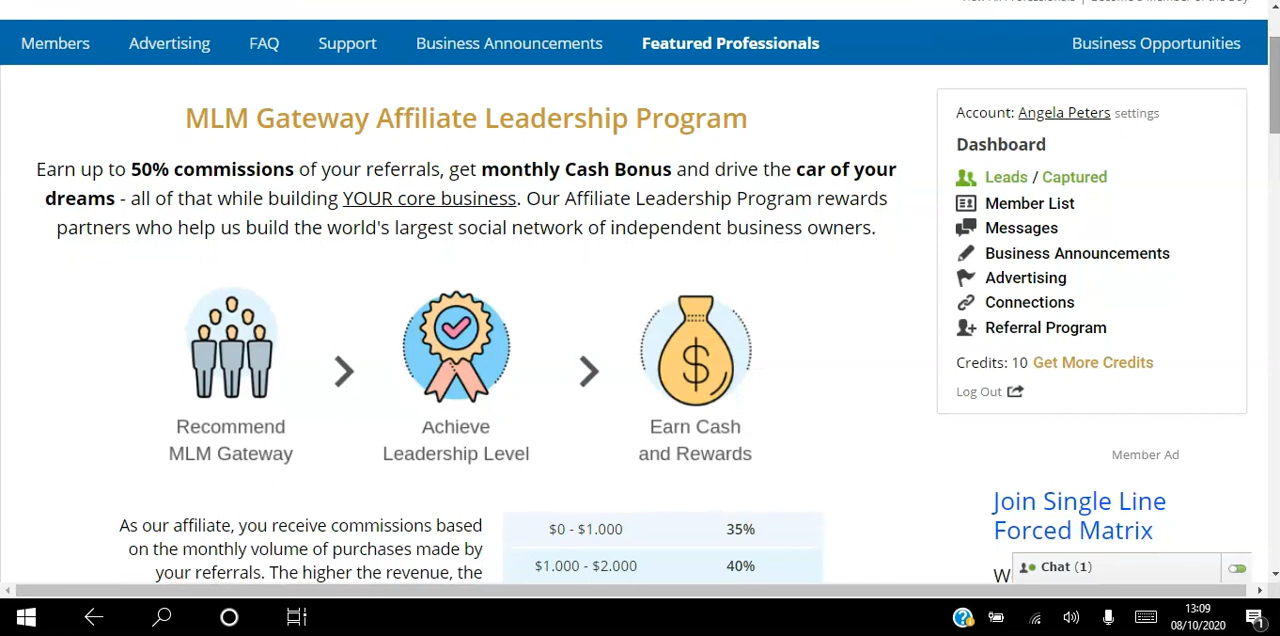 Members Advertising FAQ Support Business Announcements Featured Professionals Business Opportunities
MLM Gateway Affiliate Leadership Program
Earn up to 50% commissions of your referrals, get monthly Cash Bonus and drive the car of your
dreams - all of that while building YOUR core business. Our Affiliate Leadership Program rewards
partners who help us build the world's largest social network of independent business owners.
Recommend
MLM Gateway
Achieve
Leadership Level
Earn Cash
and Rewards
As our affiliate, you receive commissions based
on the monthly volume of purchases made by
your referrals. The higher the revenue, the
$0 - $1.000 35%
$1.000 - $2.000 40%
Account: Angela Peters settings
Dashboard
Leads / Captured
Member List
Messages
Business Announcements
Advertising
Connections
Referral Program
Credits: 10 Get More Credits
Log Out
Member Ad
Join Single Line
Forced Matrix
Chat (1)
13:09
08/10/2020
1